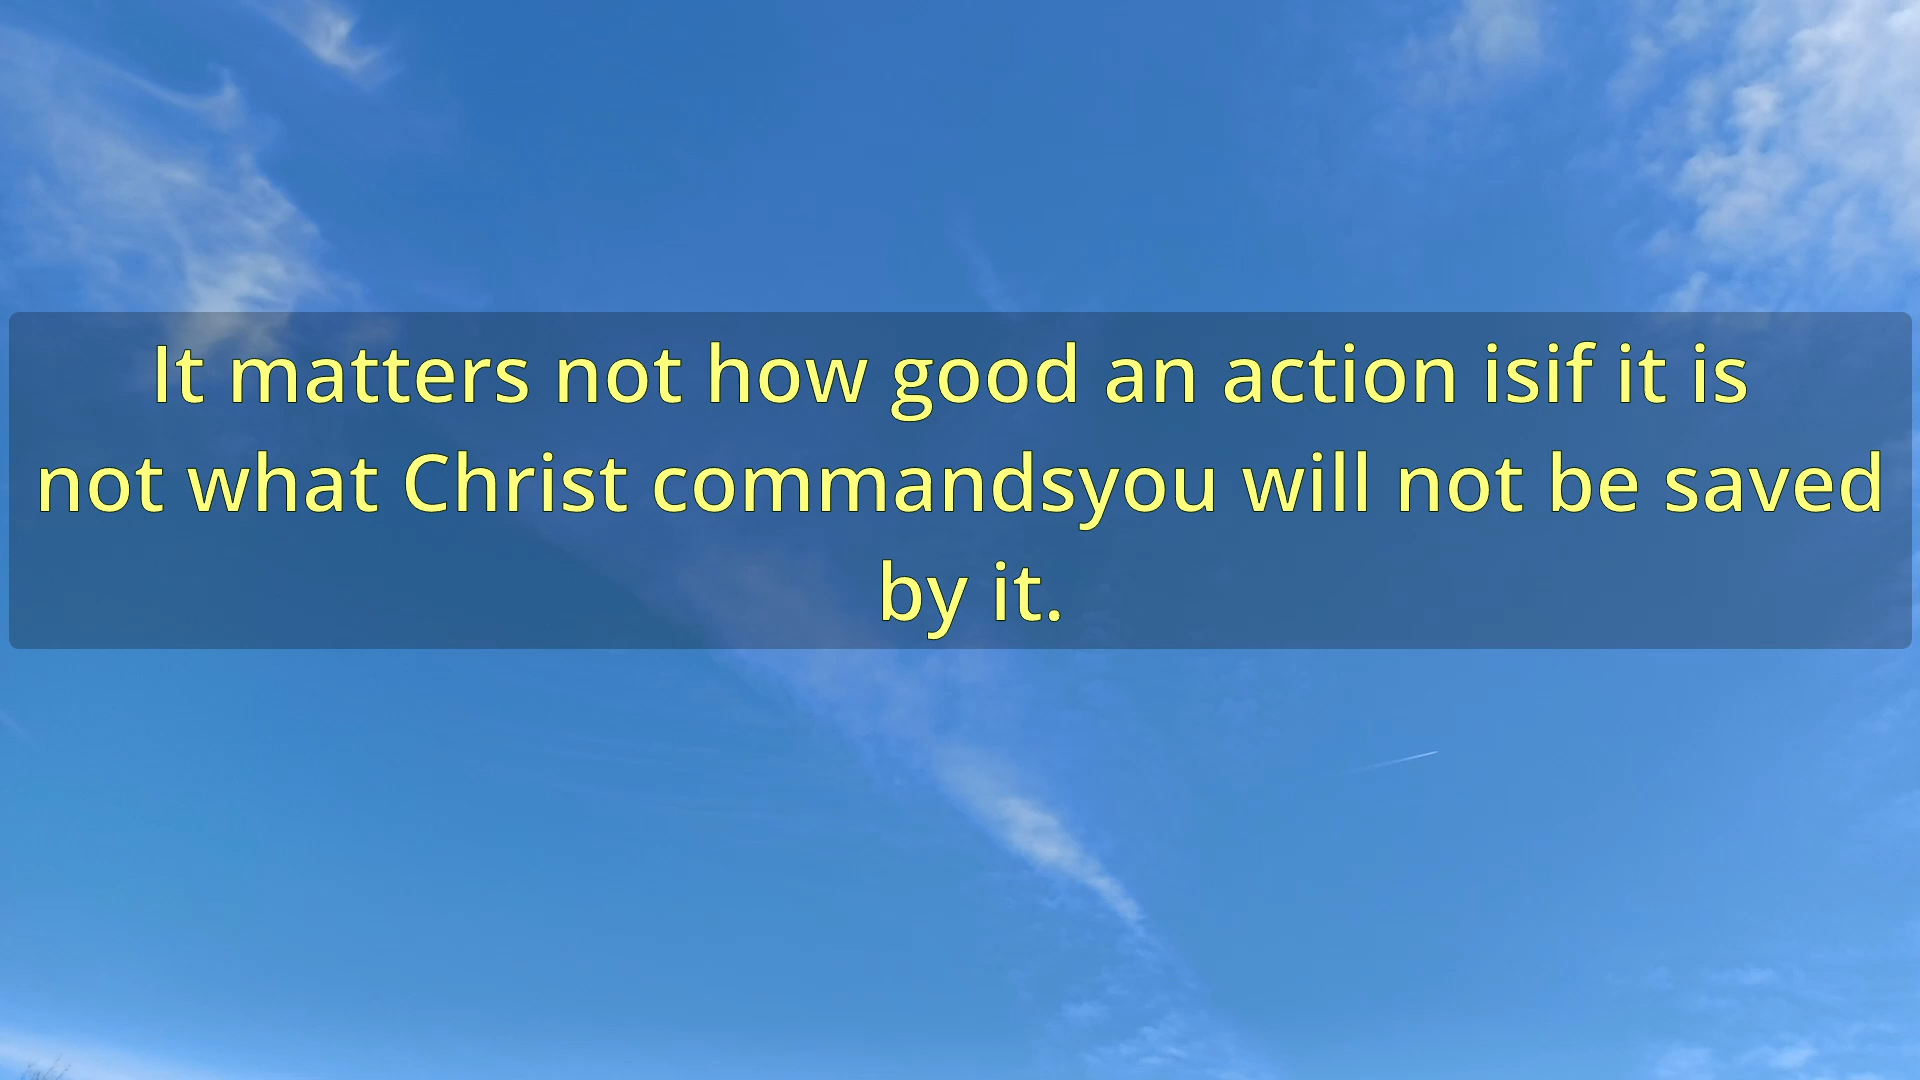 It matters not how good an action isif it is
not what Christ commandsyou will not be saved
by it.